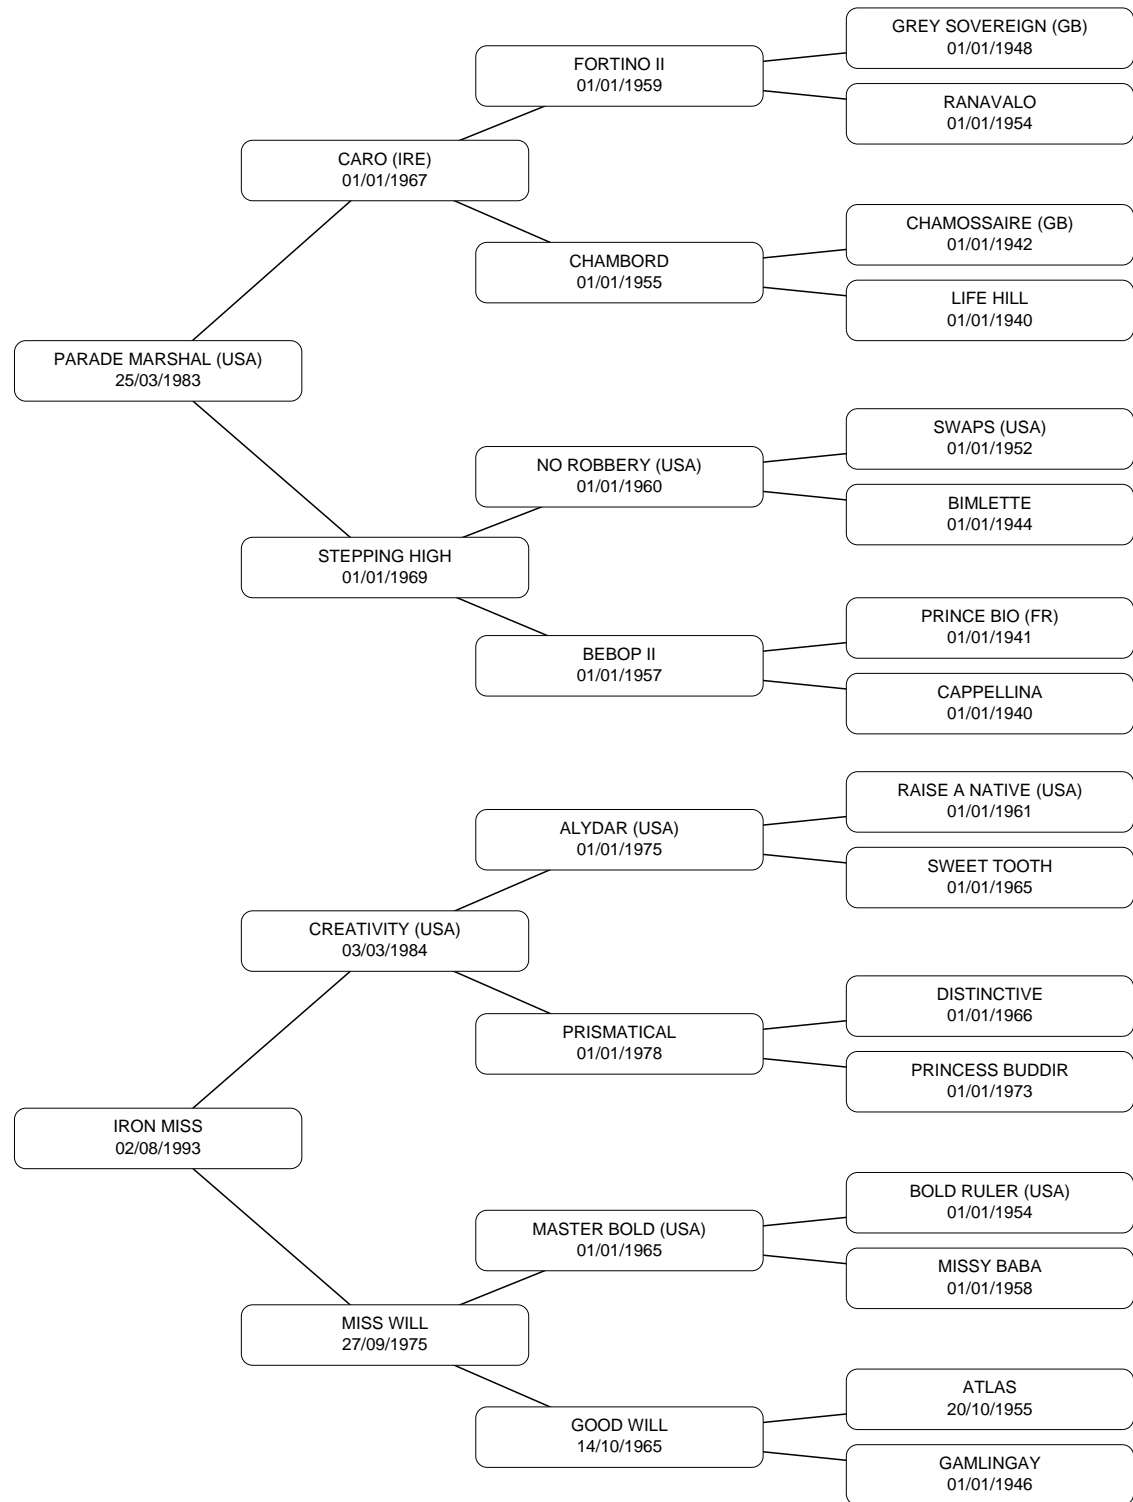 GREY SOVEREIGN (GB)
01/01/1948
FORTINO II
01/01/1959
RANAVALO
01/01/1954
CARO (IRE)
01/01/1967
CHAMOSSAIRE (GB)
01/01/1942
CHAMBORD
01/01/1955
LIFE HILL
01/01/1940
PARADE MARSHAL (USA)
25/03/1983
SWAPS (USA)
01/01/1952
NO ROBBERY (USA)
01/01/1960
BIMLETTE
01/01/1944
STEPPING HIGH
01/01/1969
PRINCE BIO (FR)
01/01/1941
BEBOP II
01/01/1957
CAPPELLINA
01/01/1940
RAISE A NATIVE (USA)
01/01/1961
ALYDAR (USA)
01/01/1975
SWEET TOOTH
01/01/1965
CREATIVITY (USA)
03/03/1984
DISTINCTIVE
01/01/1966
PRISMATICAL
01/01/1978
PRINCESS BUDDIR
01/01/1973
IRON MISS
02/08/1993
BOLD RULER (USA)
01/01/1954
MASTER BOLD (USA)
01/01/1965
MISSY BABA
01/01/1958
MISS WILL
27/09/1975
ATLAS
20/10/1955
GOOD WILL
14/10/1965
GAMLINGAY
01/01/1946